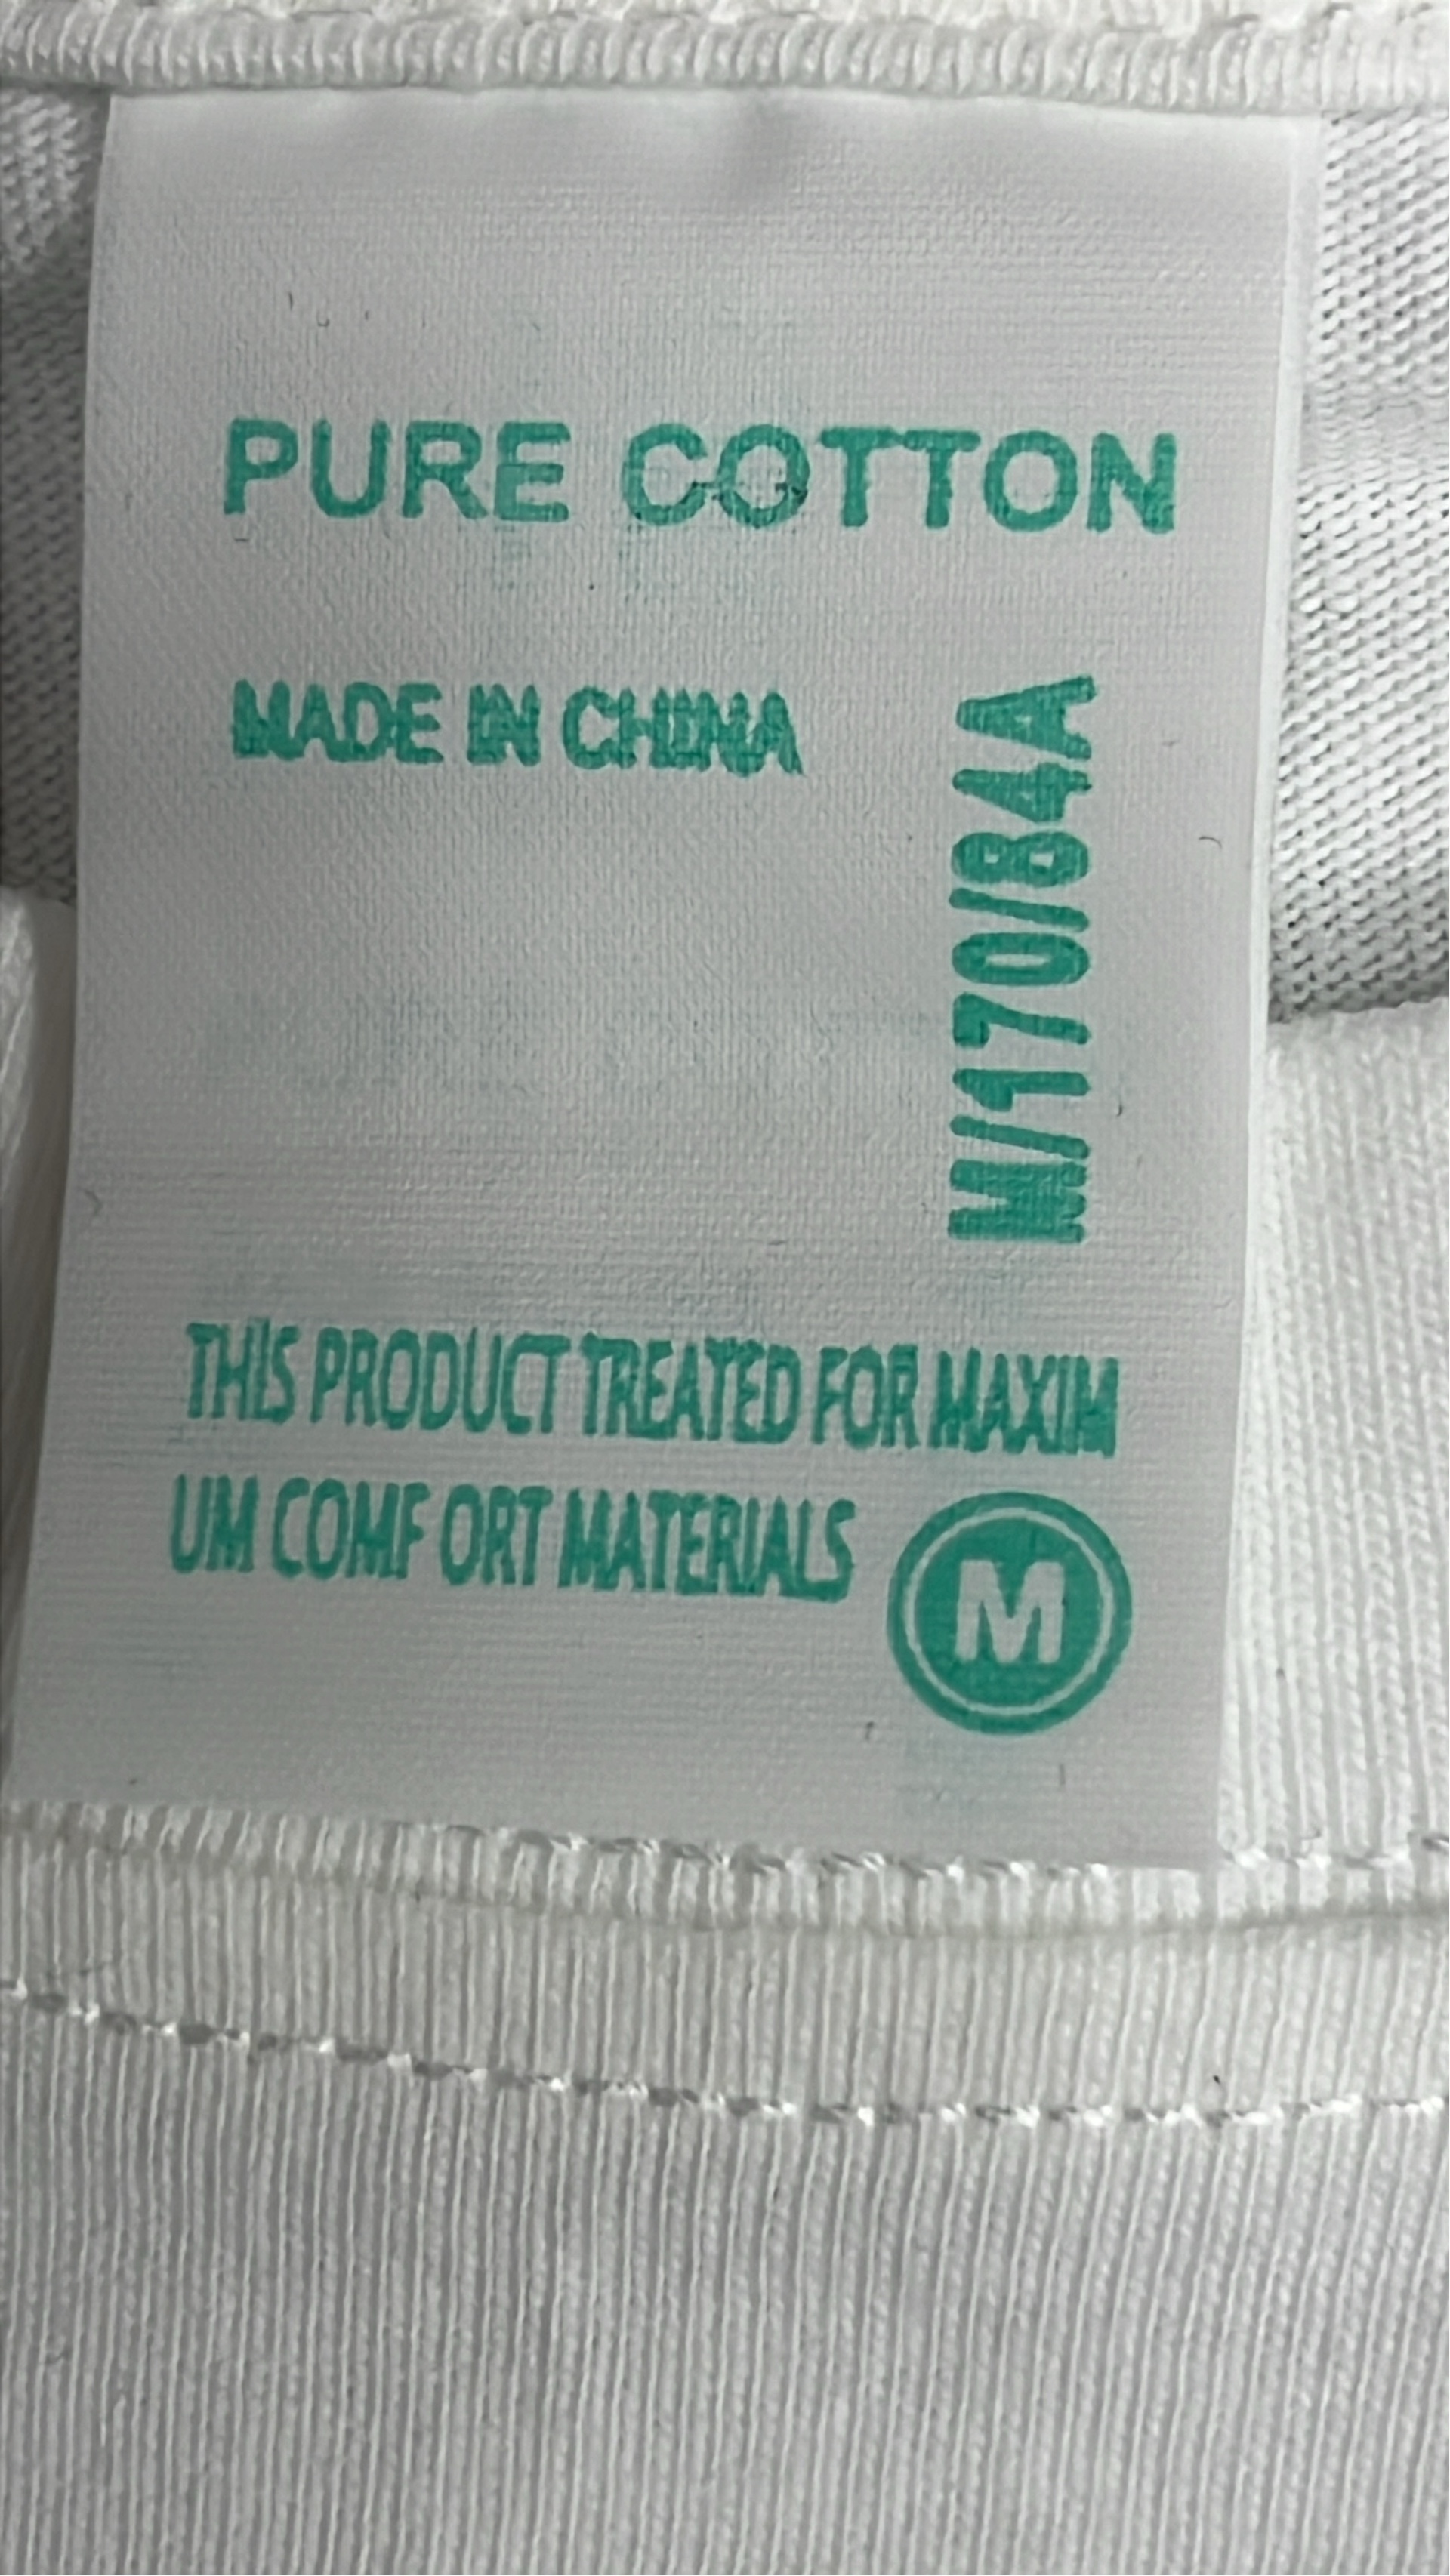 PURE COTTON
MADE IN CHINA
M/170/84A
THIS PRODUCT TREATED FOR MAXIM
UM COMF ORT MATERIALS
M